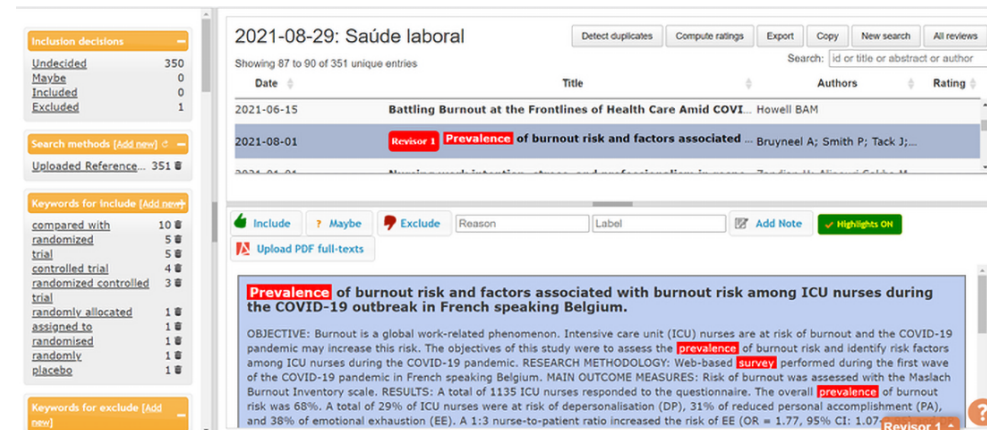 Inclusion decisions
Undecided 350
Maybe 0
Included 0
Excluded 1
Search methods [Add new]
Uploaded Reference... 351
Keywords for include [Add new]
compared with 10
randomized 5
trial 5
controlled trial 4
randomized controlled trial 3
randomly allocated 1
assigned to 1
randomised 1
randomly 1
placebo 1
Keywords for exclude [Add new]
2021-08-29: Saúde laboral
Detect duplicates Compute ratings Export Copy New search All reviews
Showing 87 to 90 of 351 unique entries
Search: id or title or abstract or author
Date Title Authors Rating
2021-06-15 Battling Burnout at the Frontlines of Health Care Amid COVI... Howell BAM
2021-08-01 Revisor 1 Prevalence of burnout risk and factors associated ... Bruyneel A; Smith P; Tack J;...
Include ? Maybe Exclude Reason Label Add Note Highlights ON
Upload PDF full-texts
Prevalence of burnout risk and factors associated with burnout risk among ICU nurses during
the COVID-19 outbreak in French speaking Belgium.
OBJECTIVE: Burnout is a global work-related phenomenon. Intensive care unit (ICU) nurses are at risk of burnout and the COVID-19
pandemic may increase this risk. The objectives of this study were to assess the prevalence of burnout risk and identify risk factors
among ICU nurses during the COVID-19 pandemic. RESEARCH METHODOLOGY: Web-based survey performed during the first wave
of the COVID-19 pandemic in French speaking Belgium. MAIN OUTCOME MEASURES: Risk of burnout was assessed with the Maslach
Burnout Inventory scale. RESULTS: A total of 1135 ICU nurses responded to the questionnaire. The overall prevalence of burnout
risk was 68%. A total of 29% of ICU nurses were at risk of depersonalisation (DP), 31% of reduced personal accomplishment (PA),
and 38% of emotional exhaustion (EE). A 1:3 nurse-to-patient ratio increased the risk of EE (OR = 1.77, 95% CI: 1.07-
Revisor 1
?